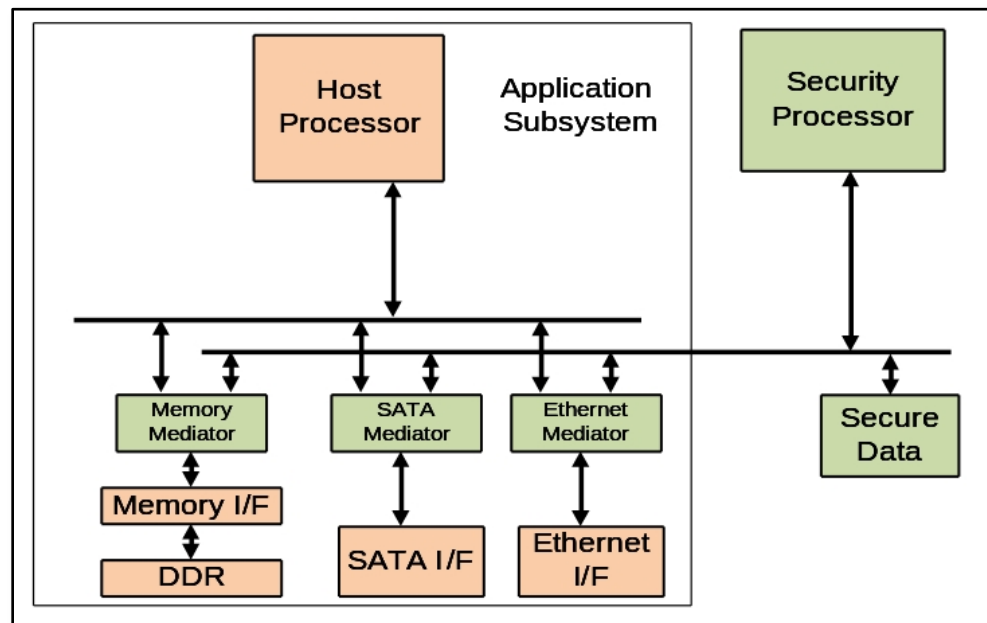 Host
Processor
Application
Subsystem
Security
Processor
Memory
Mediator
SATA
Mediator
Ethernet
Mediator
Secure
Data
Memory I/F
DDR
SATA I/F
Ethernet
I/F